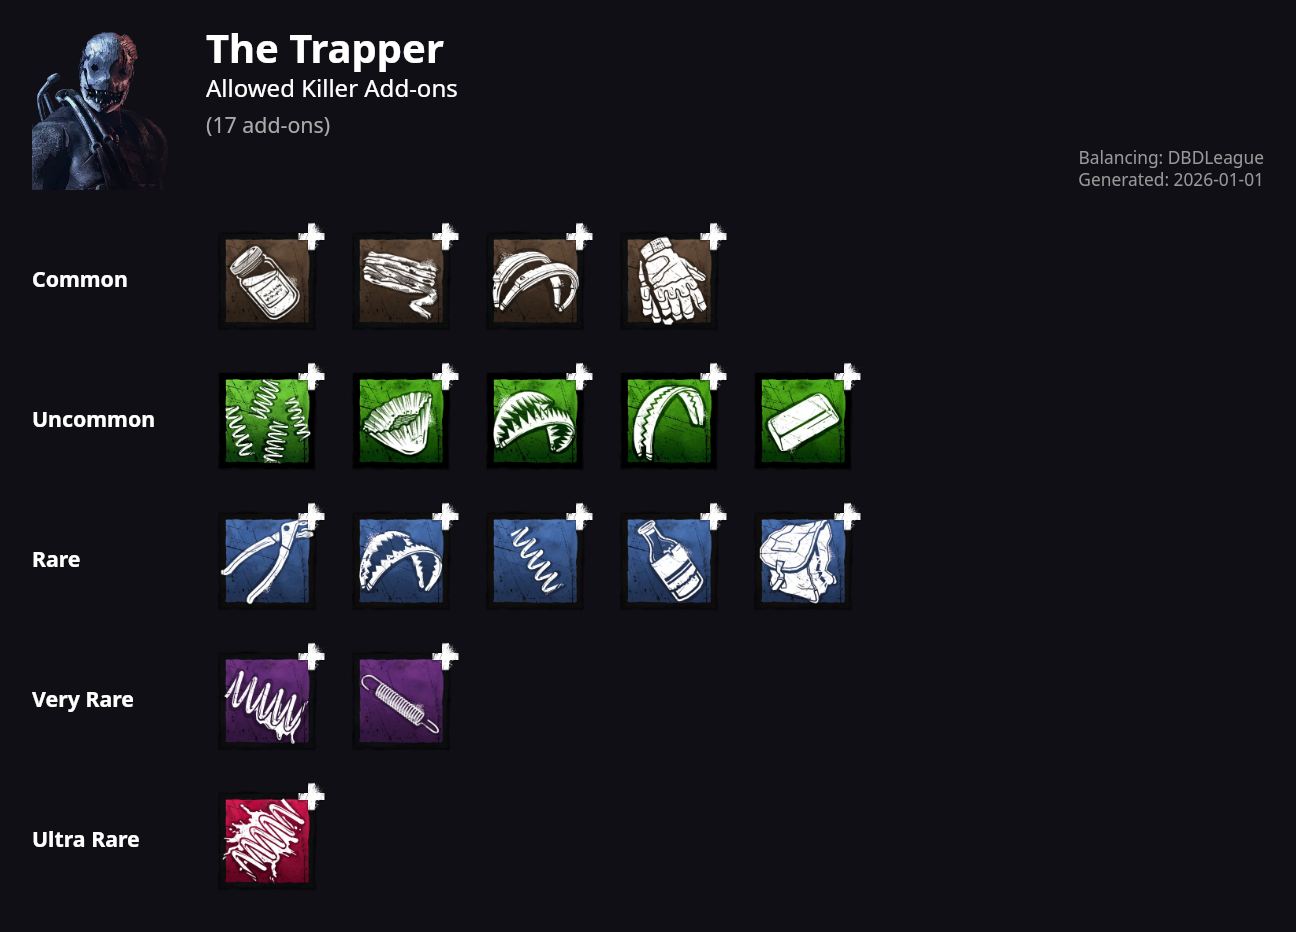 The Trapper
Allowed Killer Add-ons
(17 add-ons)
Balancing: DBDLeague
Generated: 2026-01-01
Common
Uncommon
Rare
Very Rare
Ultra Rare